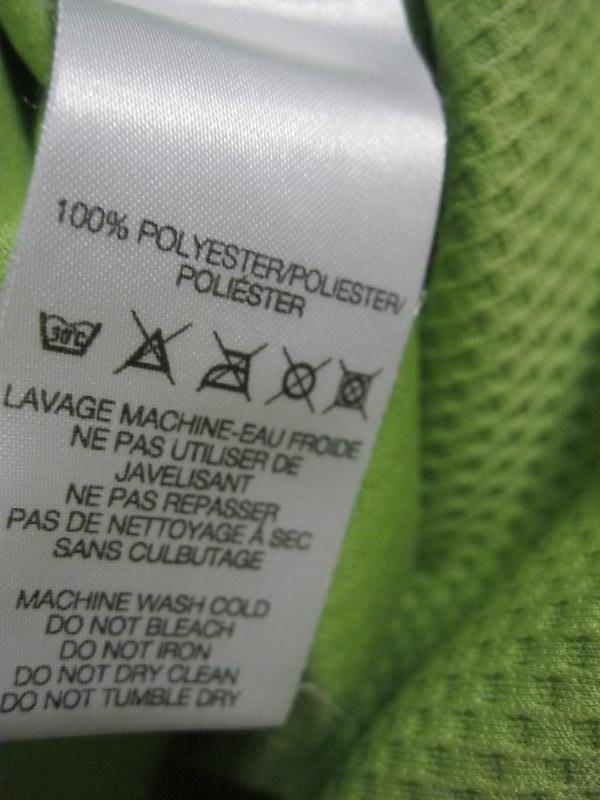 100% POLYESTER/POLIESTER/
POLIÉSTER
30°C
LAVAGE MACHINE-EAU FROIDE
NE PAS UTILISER DE
JAVELISANT
NE PAS REPASSER
PAS DE NETTOYAGE À SEC
SANS CULBUTAGE
MACHINE WASH COLD
DO NOT BLEACH
DO NOT IRON
DO NOT DRY CLEAN
DO NOT TUMBLE DRY